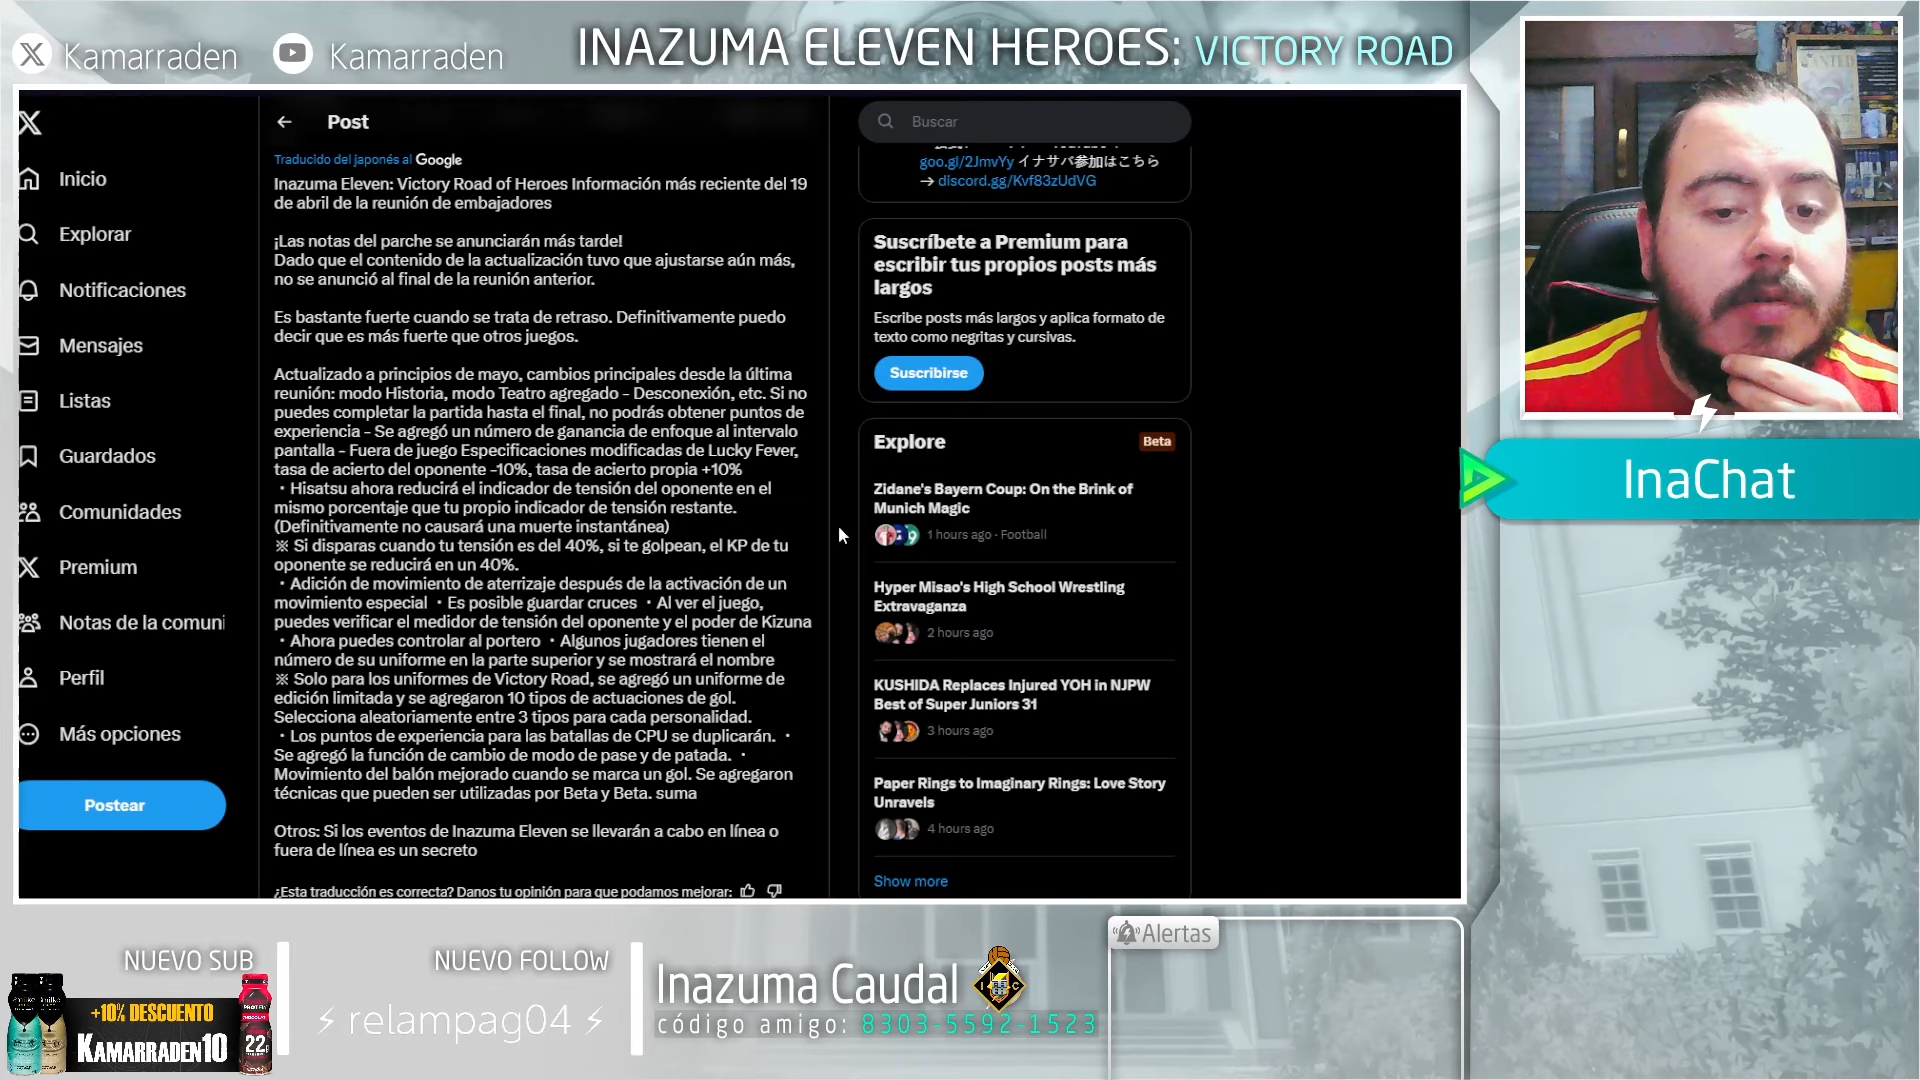 Kamarraden
Kamarraden
INAZUMA ELEVEN HEROES: VICTORY ROAD
Inicio
Explorar
Notificaciones
Mensajes
Listas
Guardados
Comunidades
Premium
Notas de la comuni
Perfil
Más opciones
Postear
Post
Traducido del japonés al Google
Inazuma Eleven: Victory Road of Heroes Información más reciente del 19
de abril de la reunión de embajadores
¡Las notas del parche se anunciarán más tarde!
Dado que el contenido de la actualización tuvo que ajustarse aún más,
no se anunció al final de la reunión anterior.
Es bastante fuerte cuando se trata de retraso. Definitivamente puedo
decir que es más fuerte que otros juegos.
Actualizado a principios de mayo, cambios principales desde la última
reunión: modo Historia, modo Teatro agregado - Desconexión, etc. Si no
puedes completar la partida hasta el final, no podrás obtener puntos de
experiencia - Se agregó un número de ganancia de enfoque al intervalo
pantalla - Fuera de juego Especificaciones modificadas de Lucky Fever,
tasa de acierto del oponente -10%, tasa de acierto propia +10%
・Hisatsu ahora reducirá el indicador de tensión del oponente en el
mismo porcentaje que tu propio indicador de tensión restante.
(Definitivamente no causará una muerte instantánea)
※ Si disparas cuando tu tensión es del 40%, si te golpean, el KP de tu
oponente se reducirá en un 40%.
・Adición de movimiento de aterrizaje después de la activación de un
movimiento especial ・Es posible guardar cruces ・Al ver el juego,
puedes verificar el medidor de tensión del oponente y el poder de Kizuna
・Ahora puedes controlar al portero ・Algunos jugadores tienen el
número de su uniforme en la parte superior y se mostrará el nombre
※ Solo para los uniformes de Victory Road, se agregó un uniforme de
edición limitada y se agregaron 10 tipos de actuaciones de gol.
Selecciona aleatoriamente entre 3 tipos para cada personalidad.
・Los puntos de experiencia para las batallas de CPU se duplicarán. ・
Se agregó la función de cambio de modo de pase y de patada. ・
Movimiento del balón mejorado cuando se marca un gol. Se agregaron
técnicas que pueden ser utilizadas por Beta y Beta. suma
Otros: Si los eventos de Inazuma Eleven se llevarán a cabo en línea o
fuera de línea es un secreto
¿Esta traducción es correcta? Danos tu opinión para que podamos mejorar:
Buscar
goo.gl/2JmvYy イナサバ参加はこちら
→ discord.gg/Kvf83zUdVG
Suscríbete a Premium para
escribir tus propios posts más
largos
Escribe posts más largos y aplica formato de
texto como negritas y cursivas.
Suscribirse
Explore
Beta
Zidane's Bayern Coup: On the Brink of
Munich Magic
1 hours ago · Football
Hyper Misao's High School Wrestling
Extravaganza
2 hours ago
KUSHIDA Replaces Injured YOH in NJPW
Best of Super Juniors 31
3 hours ago
Paper Rings to Imaginary Rings: Love Story
Unravels
4 hours ago
Show more
InaChat
NUEVO SUB
+10% DESCUENTO
KAMARRADEN10
NUEVO FOLLOW
⚡ relampag04 ⚡
Inazuma Caudal
código amigo: 8303-5592-1523
Alertas